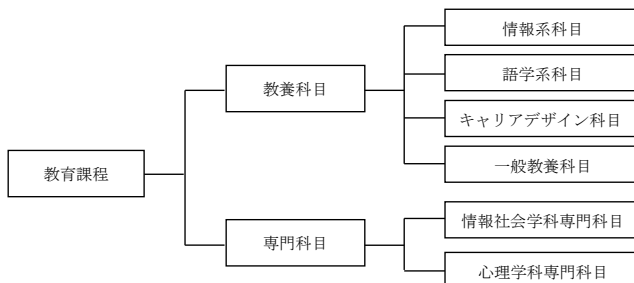 情報系科目
語学系科目
教養科目
キャリアデザイン科目
一般教養科目
教育課程
情報社会学科専門科目
専門科目
心理学科専門科目